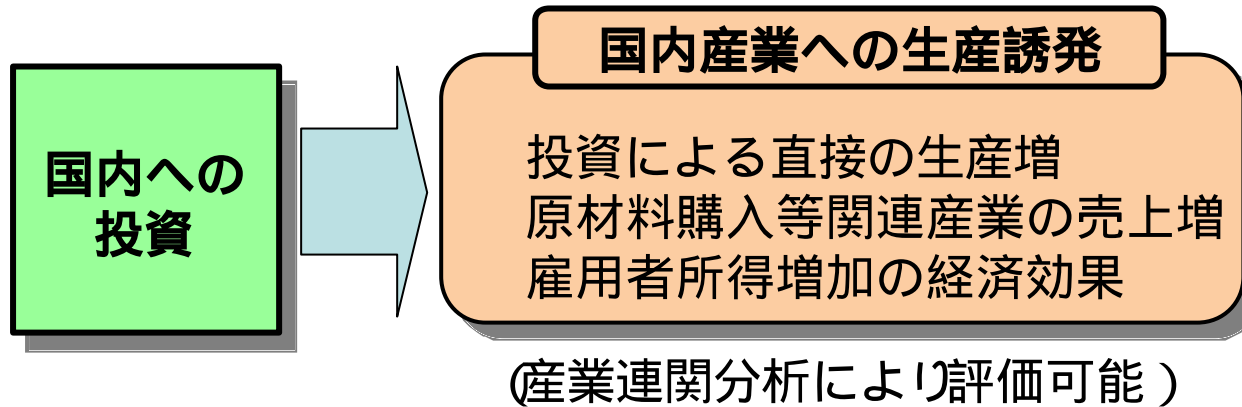 国内への
投資
国内産業への生産誘発
投資による直接の生産増
原材料購入等関連産業の売上増
雇用者所得増加の経済効果
(産業連関分析により評価可能)